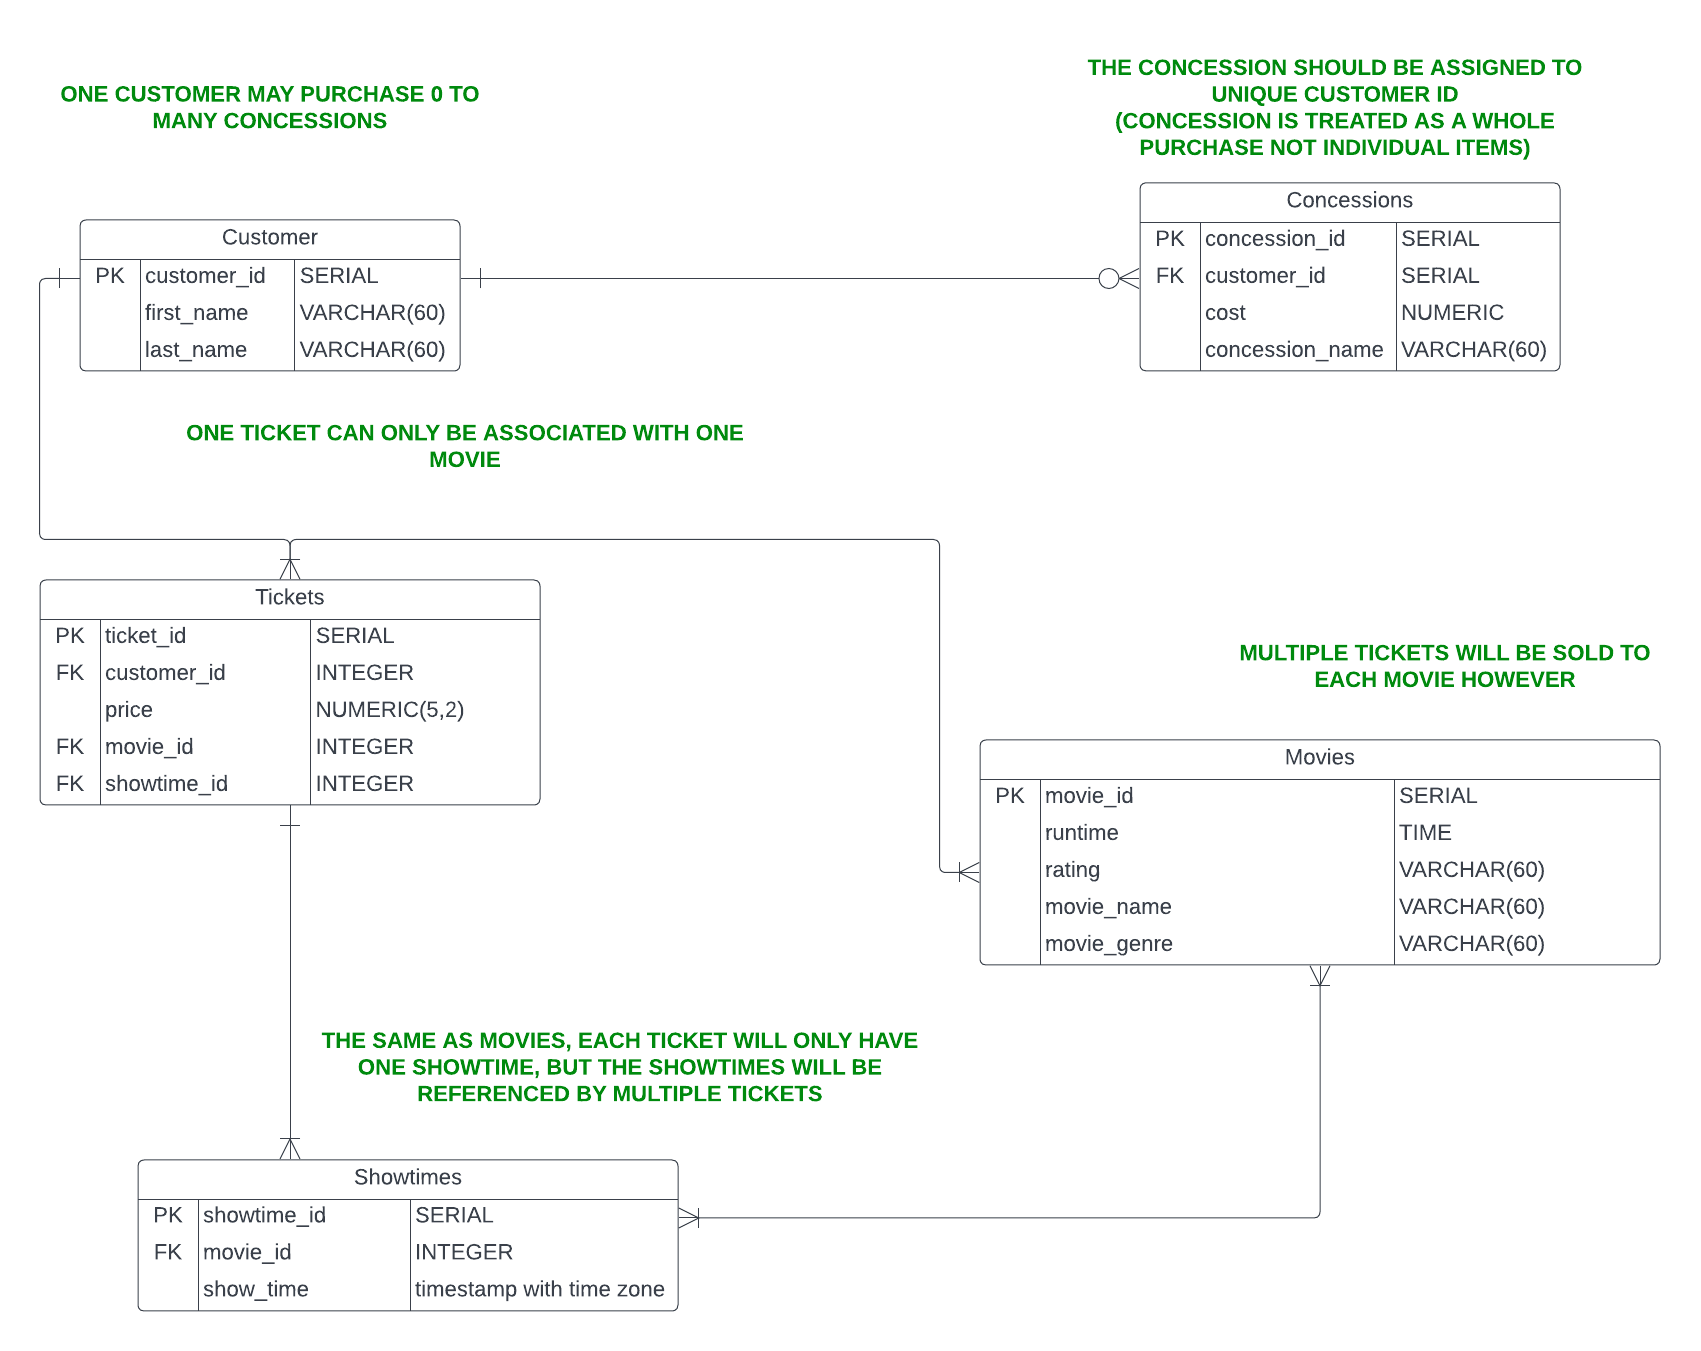 THE CONCESSION SHOULD BE ASSIGNED TO
UNIQUE CUSTOMER ID
(CONCESSION IS TREATED AS A WHOLE
PURCHASE NOT INDIVIDUAL ITEMS)
ONE CUSTOMER MAY PURCHASE 0 TO
MANY CONCESSIONS
Customer
PK customer_id SERIAL
first_name VARCHAR(60)
last_name VARCHAR(60)
Concessions
PK concession_id SERIAL
FK customer_id SERIAL
cost NUMERIC
concession_name VARCHAR(60)
ONE TICKET CAN ONLY BE ASSOCIATED WITH ONE
MOVIE
Tickets
PK ticket_id SERIAL
FK customer_id INTEGER
price NUMERIC(5,2)
FK movie_id INTEGER
FK showtime_id INTEGER
MULTIPLE TICKETS WILL BE SOLD TO
EACH MOVIE HOWEVER
Movies
PK movie_id SERIAL
runtime TIME
rating VARCHAR(60)
movie_name VARCHAR(60)
movie_genre VARCHAR(60)
THE SAME AS MOVIES, EACH TICKET WILL ONLY HAVE
ONE SHOWTIME, BUT THE SHOWTIMES WILL BE
REFERENCED BY MULTIPLE TICKETS
Showtimes
PK showtime_id SERIAL
FK movie_id INTEGER
show_time timestamp with time zone